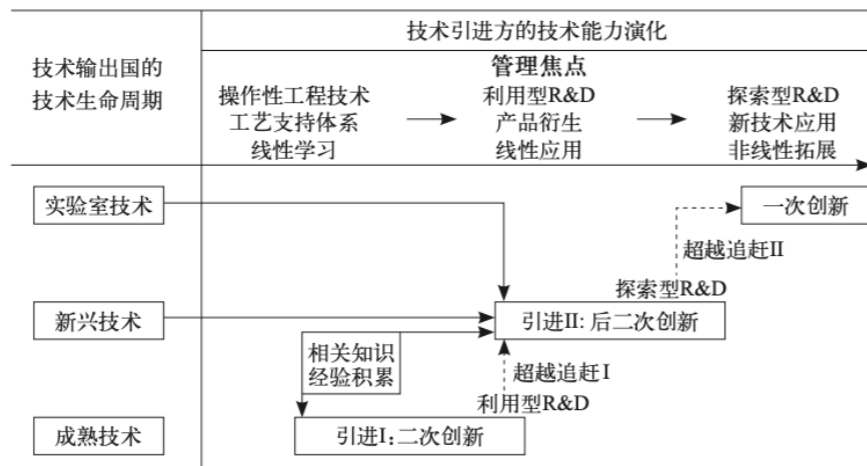 技术输出国的
技术生命周期
技术引进方的技术能力演化
管理焦点
操作性工程技术
工艺支持体系
线性学习
利用型R&D
产品衍生
线性应用
探索型R&D
新技术应用
非线性拓展
实验室技术
一次创新
超越追赶II
探索型R&D
新兴技术
引进II: 后二次创新
相关知识
经验积累
超越追赶I
利用型R&D
成熟技术
引进I: 二次创新